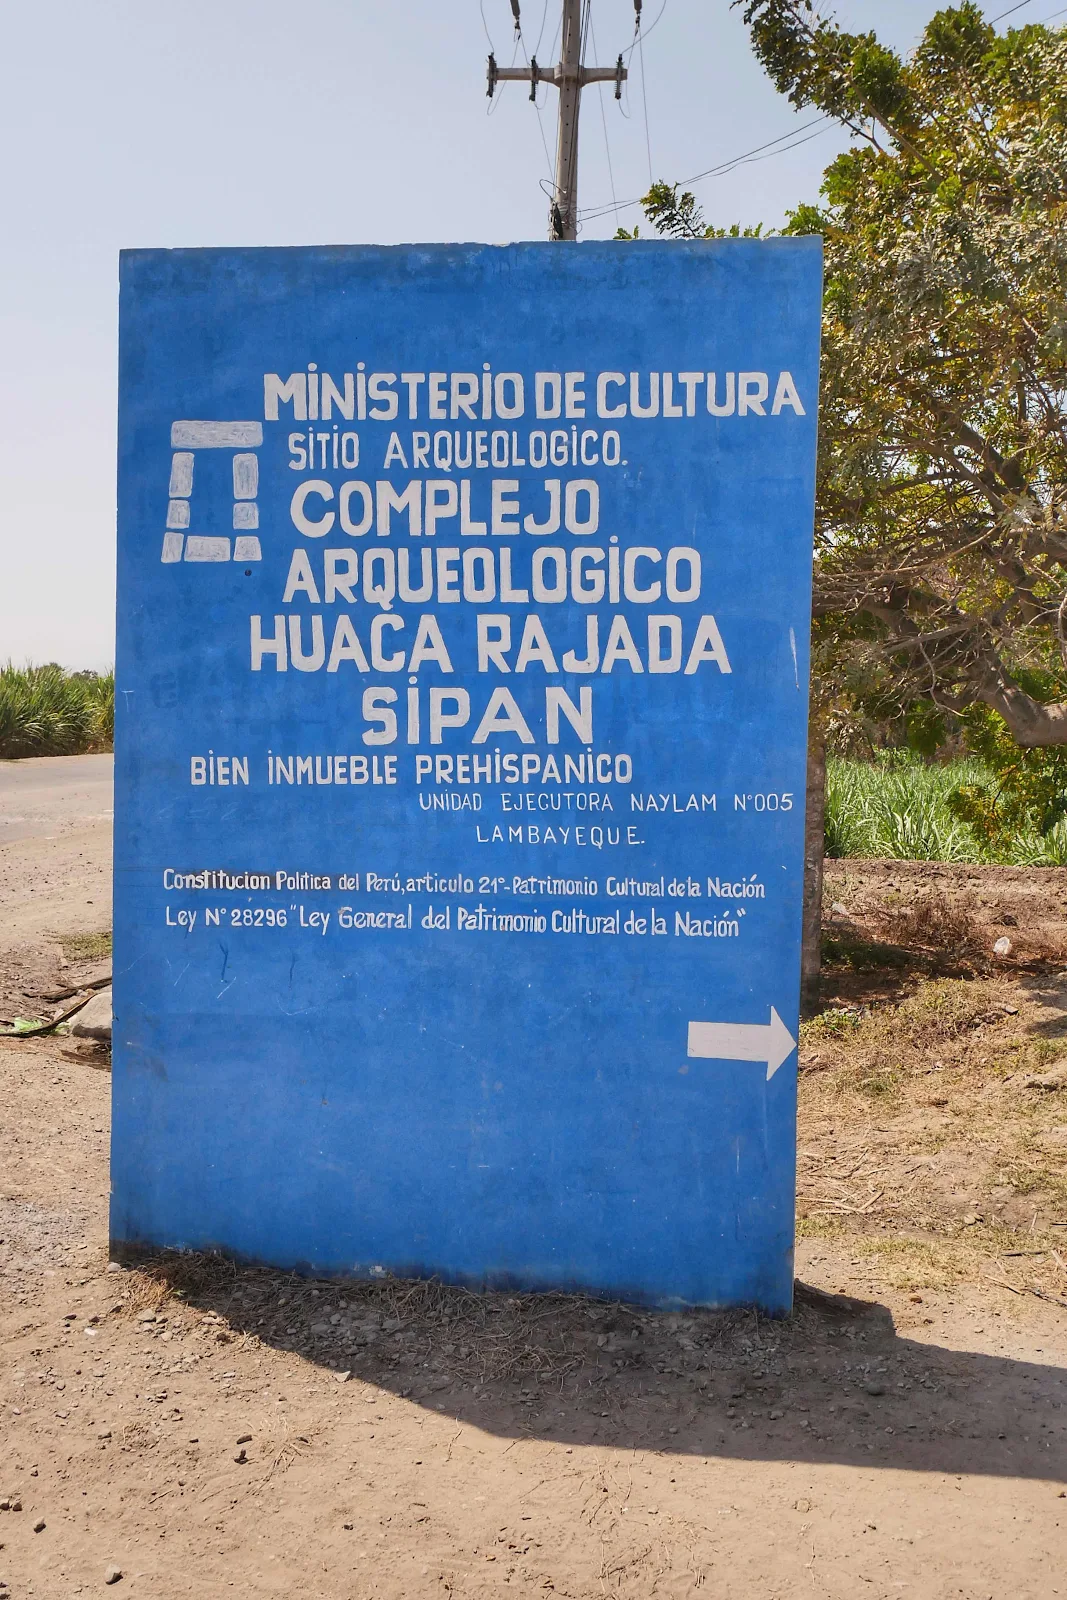 MiNiSTERiO DE CULTURA
SiTiO ARQUEOLOGiCO.
COMPLEJO
ARQUEOLOGiCO
HUACA RAJADA
SiPAN
BiEN iNMUEBLE PREHiSPANiCO
UNiDAD EJECUTORA NAYLAM N°005
LAMBAYEQUE.
Constitucion Política del Perú,articulo 21°-Patrimonio Cultural de la Nación
Ley N° 28296 "Ley General del Patrimonio Cultural de la Nación"